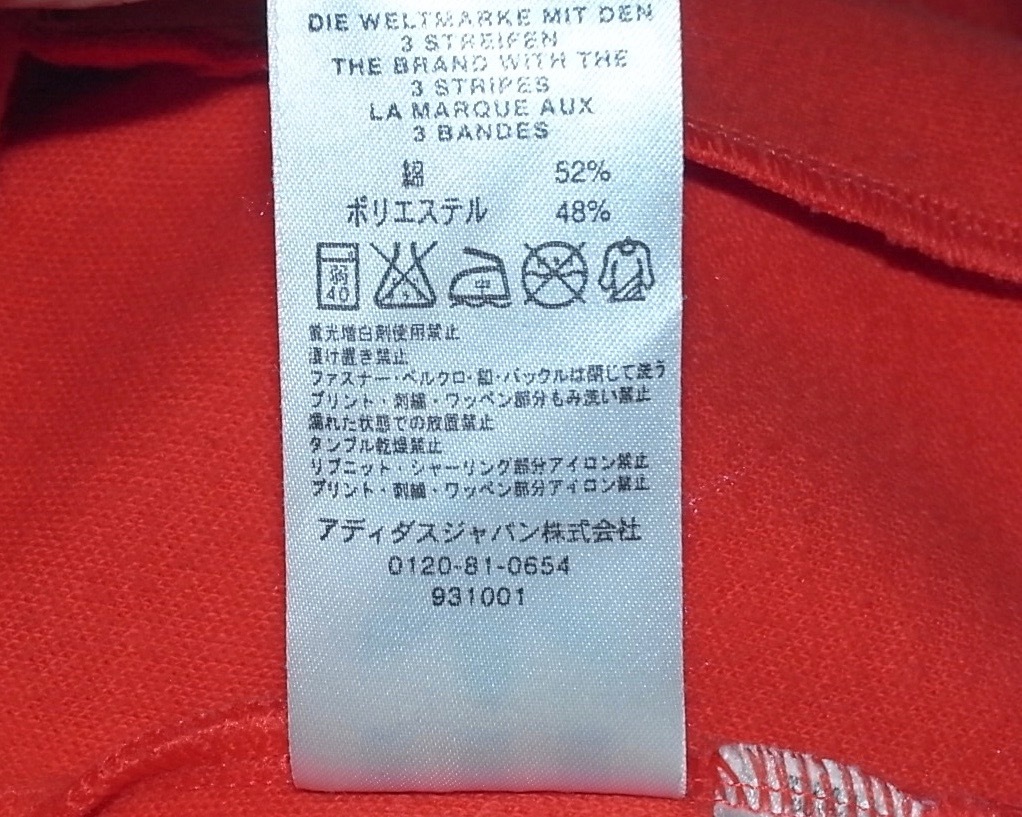 DIE WELTMARKE MIT DEN
3 STREIFEN
THE BRAND WITH THE
3 STRIPES
LA MARQUE AUX
3 BANDES
綿 52%
ポリエステル 48%
弱
40
中
蛍光増白剤使用禁止
漬け置き禁止
ファスナー・ベルクロ・釦・バックルは閉じて洗う
プリント・刺繍・ワッペン部分もみ洗い禁止
濡れた状態での放置禁止
タンブル乾燥禁止
リブニット・シャーリング部分アイロン禁止
プリント・刺繍・ワッペン部分アイロン禁止
アディダスジャパン株式会社
0120-81-0654
931001